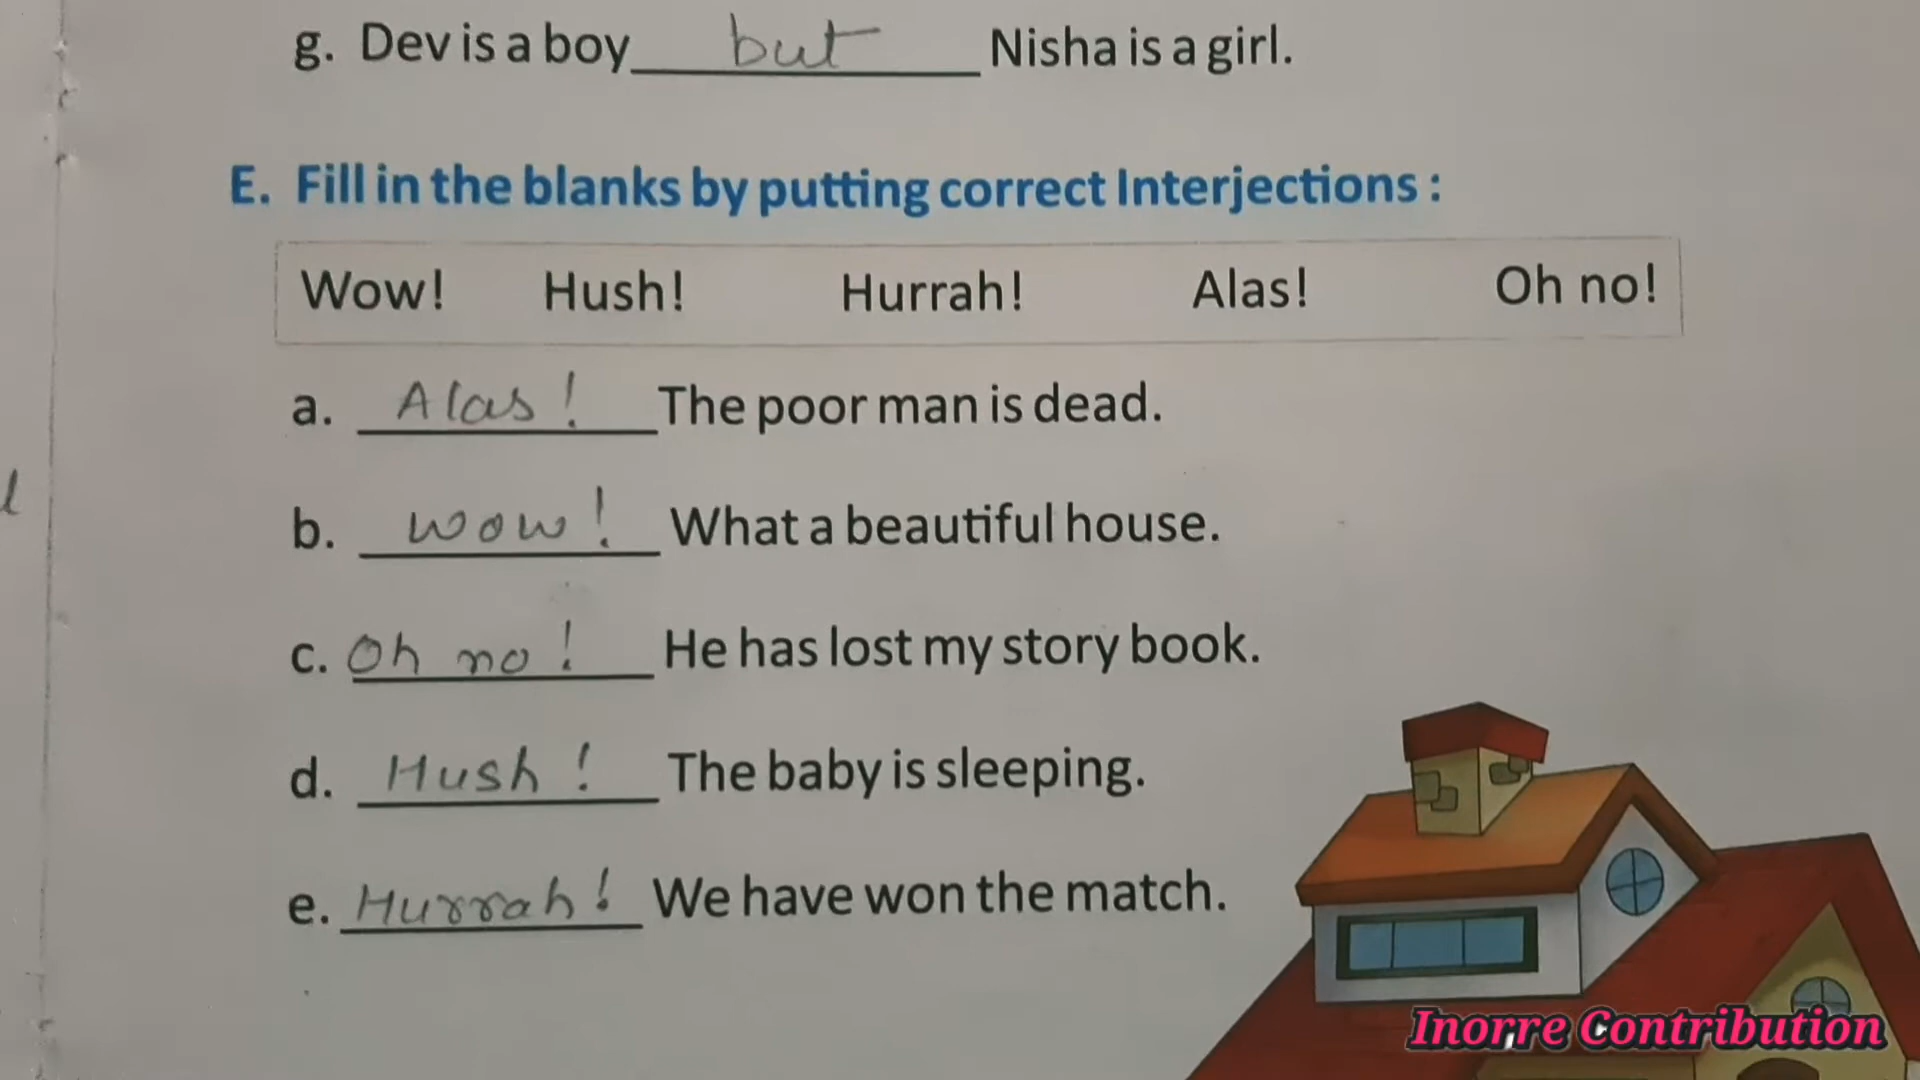 g. Dev is a boy but Nisha is a girl.
E. Fill in the blanks by putting correct Interjections :
Wow! Hush! Hurrah! Alas! Oh no!
a. Alas! The poor man is dead.
b. wow! What a beautiful house.
c. Oh no! He has lost my story book.
d. Hush! The baby is sleeping.
e. Hurrah! We have won the match.
Inorre Contribution